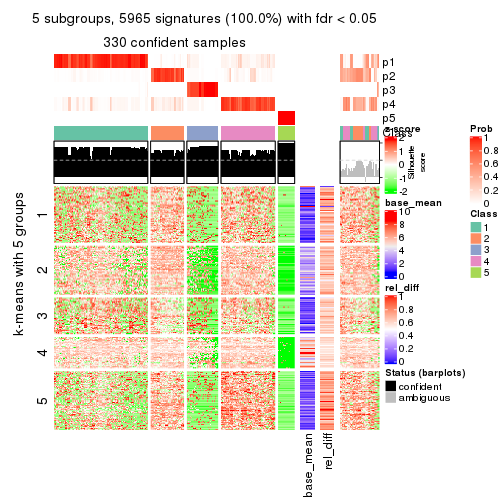 5 subgroups, 5965 signatures (100.0%) with fdr < 0.05
330 confident samples
p1
p2
p3
p4
p5
Class
Silhouette
score
k-means with 5 groups
1
2
3
4
5
base_mean
rel_diff
z-score
2
1
0
-1
-2
base_mean
10
8
6
4
2
0
rel_diff
1
0.8
0.6
0.4
0.2
0
Status (barplots)
confident
ambiguous
Prob
1
0.8
0.6
0.4
0.2
0
Class
1
2
3
4
5